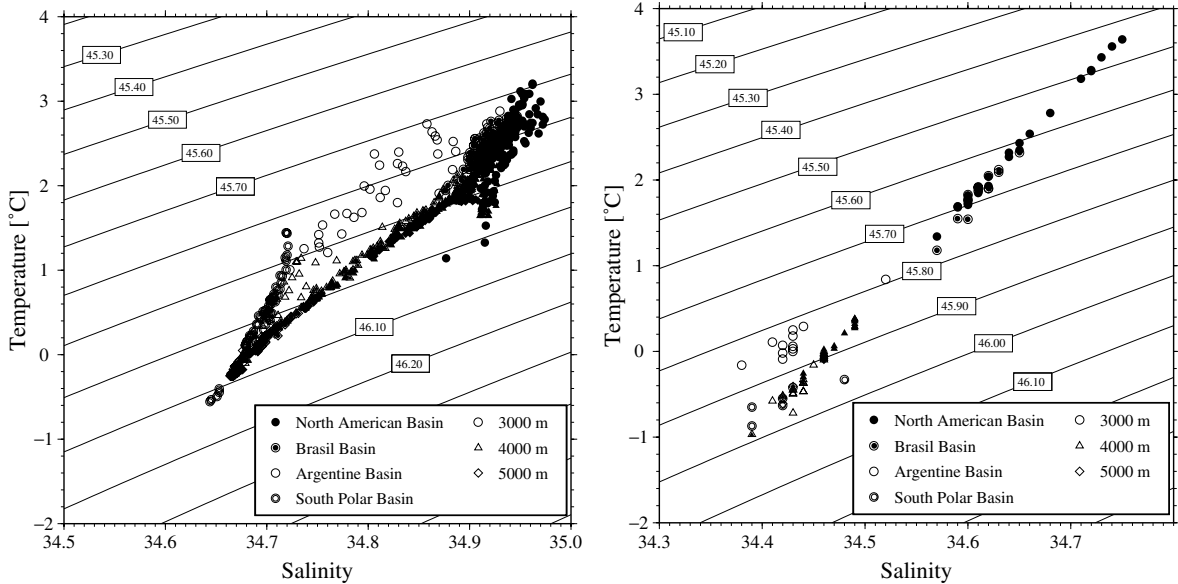 4
3
2
1
0
−1
−2
Temperature [˚C]
45.30
45.40
45.50
45.60
45.70
46.10
46.20
North American Basin
Brasil Basin
Argentine Basin
South Polar Basin
3000 m
4000 m
5000 m
34.5 34.6 34.7 34.8 34.9 35.0
Salinity
4
3
2
1
0
−1
−2
Temperature [˚C]
45.10
45.20
45.30
45.40
45.50
45.60
45.70
45.80
45.90
46.00
46.10
North American Basin
Brasil Basin
Argentine Basin
South Polar Basin
3000 m
4000 m
5000 m
34.3 34.4 34.5 34.6 34.7
Salinity